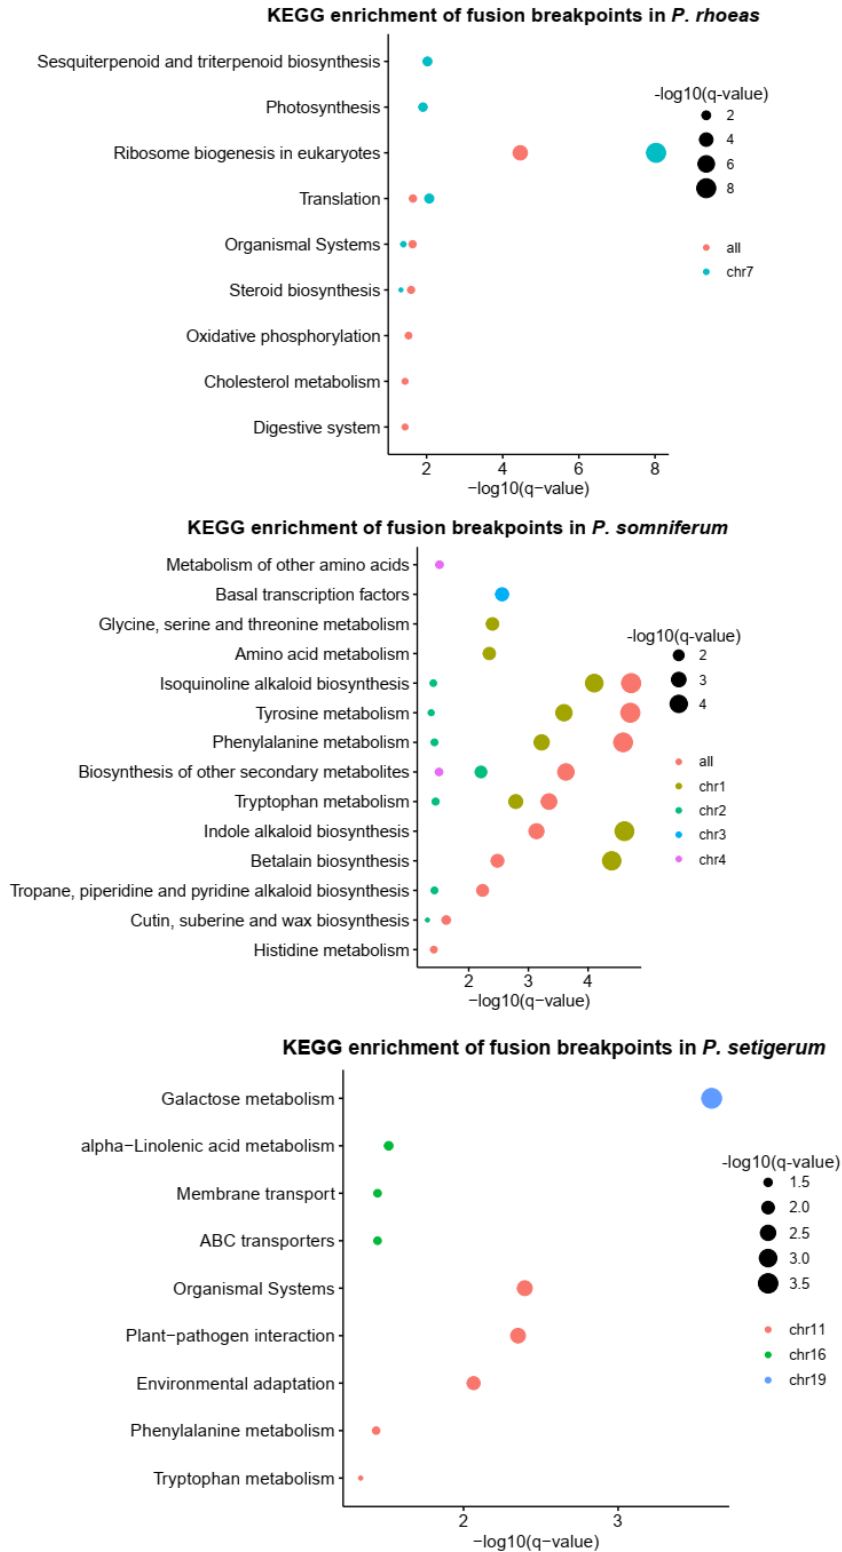 KEGG enrichment of fusion breakpoints in P. rhoeas
Sesquiterpenoid and triterpenoid biosynthesis
Photosynthesis
Ribosome biogenesis in eukaryotes
Translation
Organismal Systems
Steroid biosynthesis
Oxidative phosphorylation
Cholesterol metabolism
Digestive system
2 4 6 8
−log10(q−value)
-log10(q-value)
2
4
6
8
all
chr7
KEGG enrichment of fusion breakpoints in P. somniferum
Metabolism of other amino acids
Basal transcription factors
Glycine, serine and threonine metabolism
Amino acid metabolism
Isoquinoline alkaloid biosynthesis
Tyrosine metabolism
Phenylalanine metabolism
Biosynthesis of other secondary metabolites
Tryptophan metabolism
Indole alkaloid biosynthesis
Betalain biosynthesis
Tropane, piperidine and pyridine alkaloid biosynthesis
Cutin, suberine and wax biosynthesis
Histidine metabolism
2 3 4
−log10(q−value)
-log10(q-value)
2
3
4
all
chr1
chr2
chr3
chr4
KEGG enrichment of fusion breakpoints in P. setigerum
Galactose metabolism
alpha−Linolenic acid metabolism
Membrane transport
ABC transporters
Organismal Systems
Plant−pathogen interaction
Environmental adaptation
Phenylalanine metabolism
Tryptophan metabolism
2 3
−log10(q−value)
-log10(q-value)
1.5
2.0
2.5
3.0
3.5
chr11
chr16
chr19